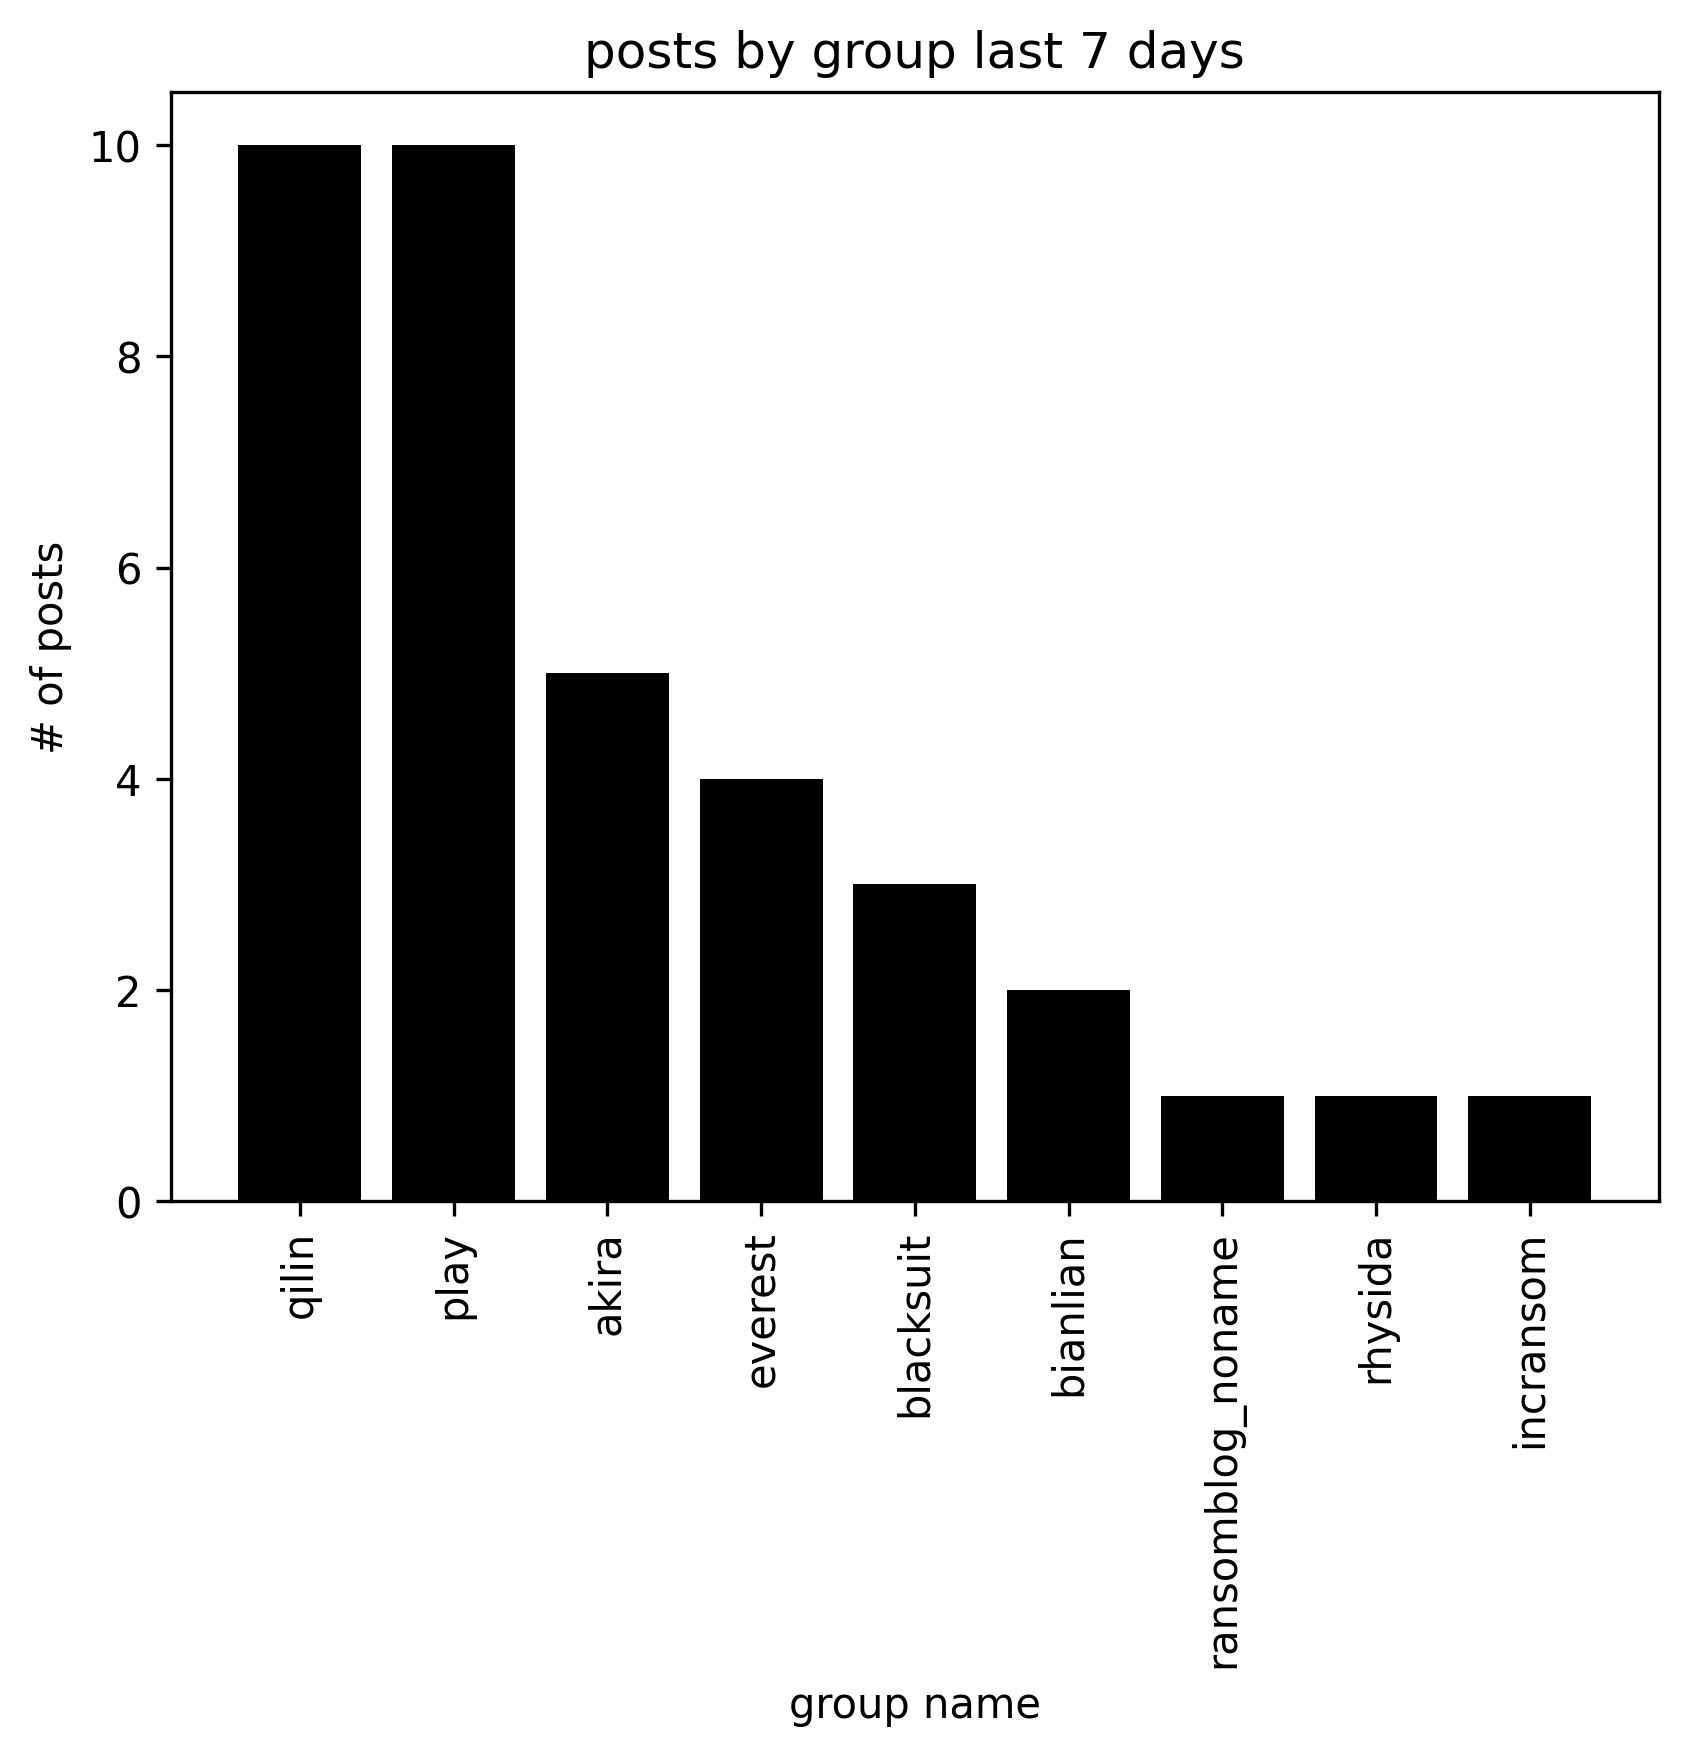 posts by group last 7 days
# of posts
10
8
6
4
2
0
qilin
play
akira
everest
blacksuit
bianlian
ransomblog_noname
rhysida
incransom
group name